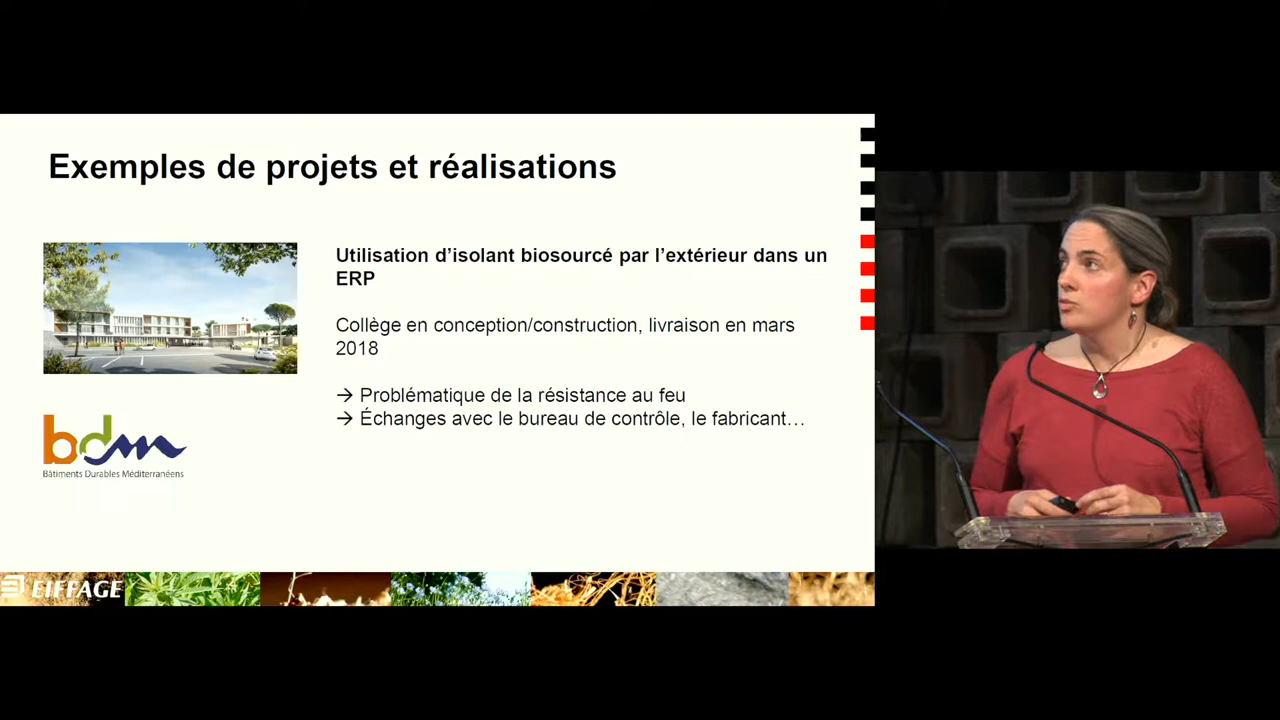 Exemples de projets et réalisations
Utilisation d’isolant biosourcé par l’extérieur dans un
ERP
Collège en conception/construction, livraison en mars
2018
→ Problématique de la résistance au feu
→ Échanges avec le bureau de contrôle, le fabricant…
bdm
Bâtiments Durables Méditerranéens
EIFFAGE